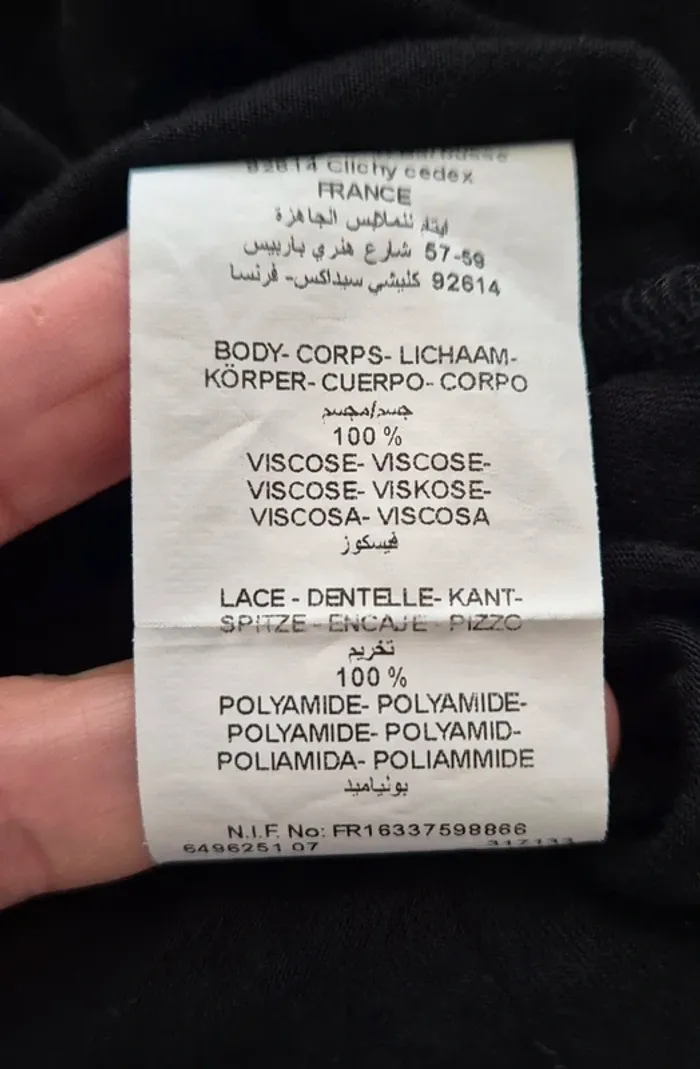 92614 Clichy cedex
FRANCE
ايتام للملابس الجاهزة
57-59 شارع هنري باربيس
92614 كليشي سيداكس- فرنسا
BODY- CORPS- LICHAAM-
KÖRPER- CUERPO- CORPO
جسد/مجسد
100 %
VISCOSE- VISCOSE-
VISCOSE- VISKOSE-
VISCOSA- VISCOSA
فيسكوز
LACE - DENTELLE- KANT-
SPITZE - ENCAJE - PIZZO
تخريم
100 %
POLYAMIDE- POLYAMIDE-
POLYAMIDE- POLYAMID-
POLIAMIDA- POLIAMMIDE
بولياميد
N.I.F. No: FR16337598866
6496251 07